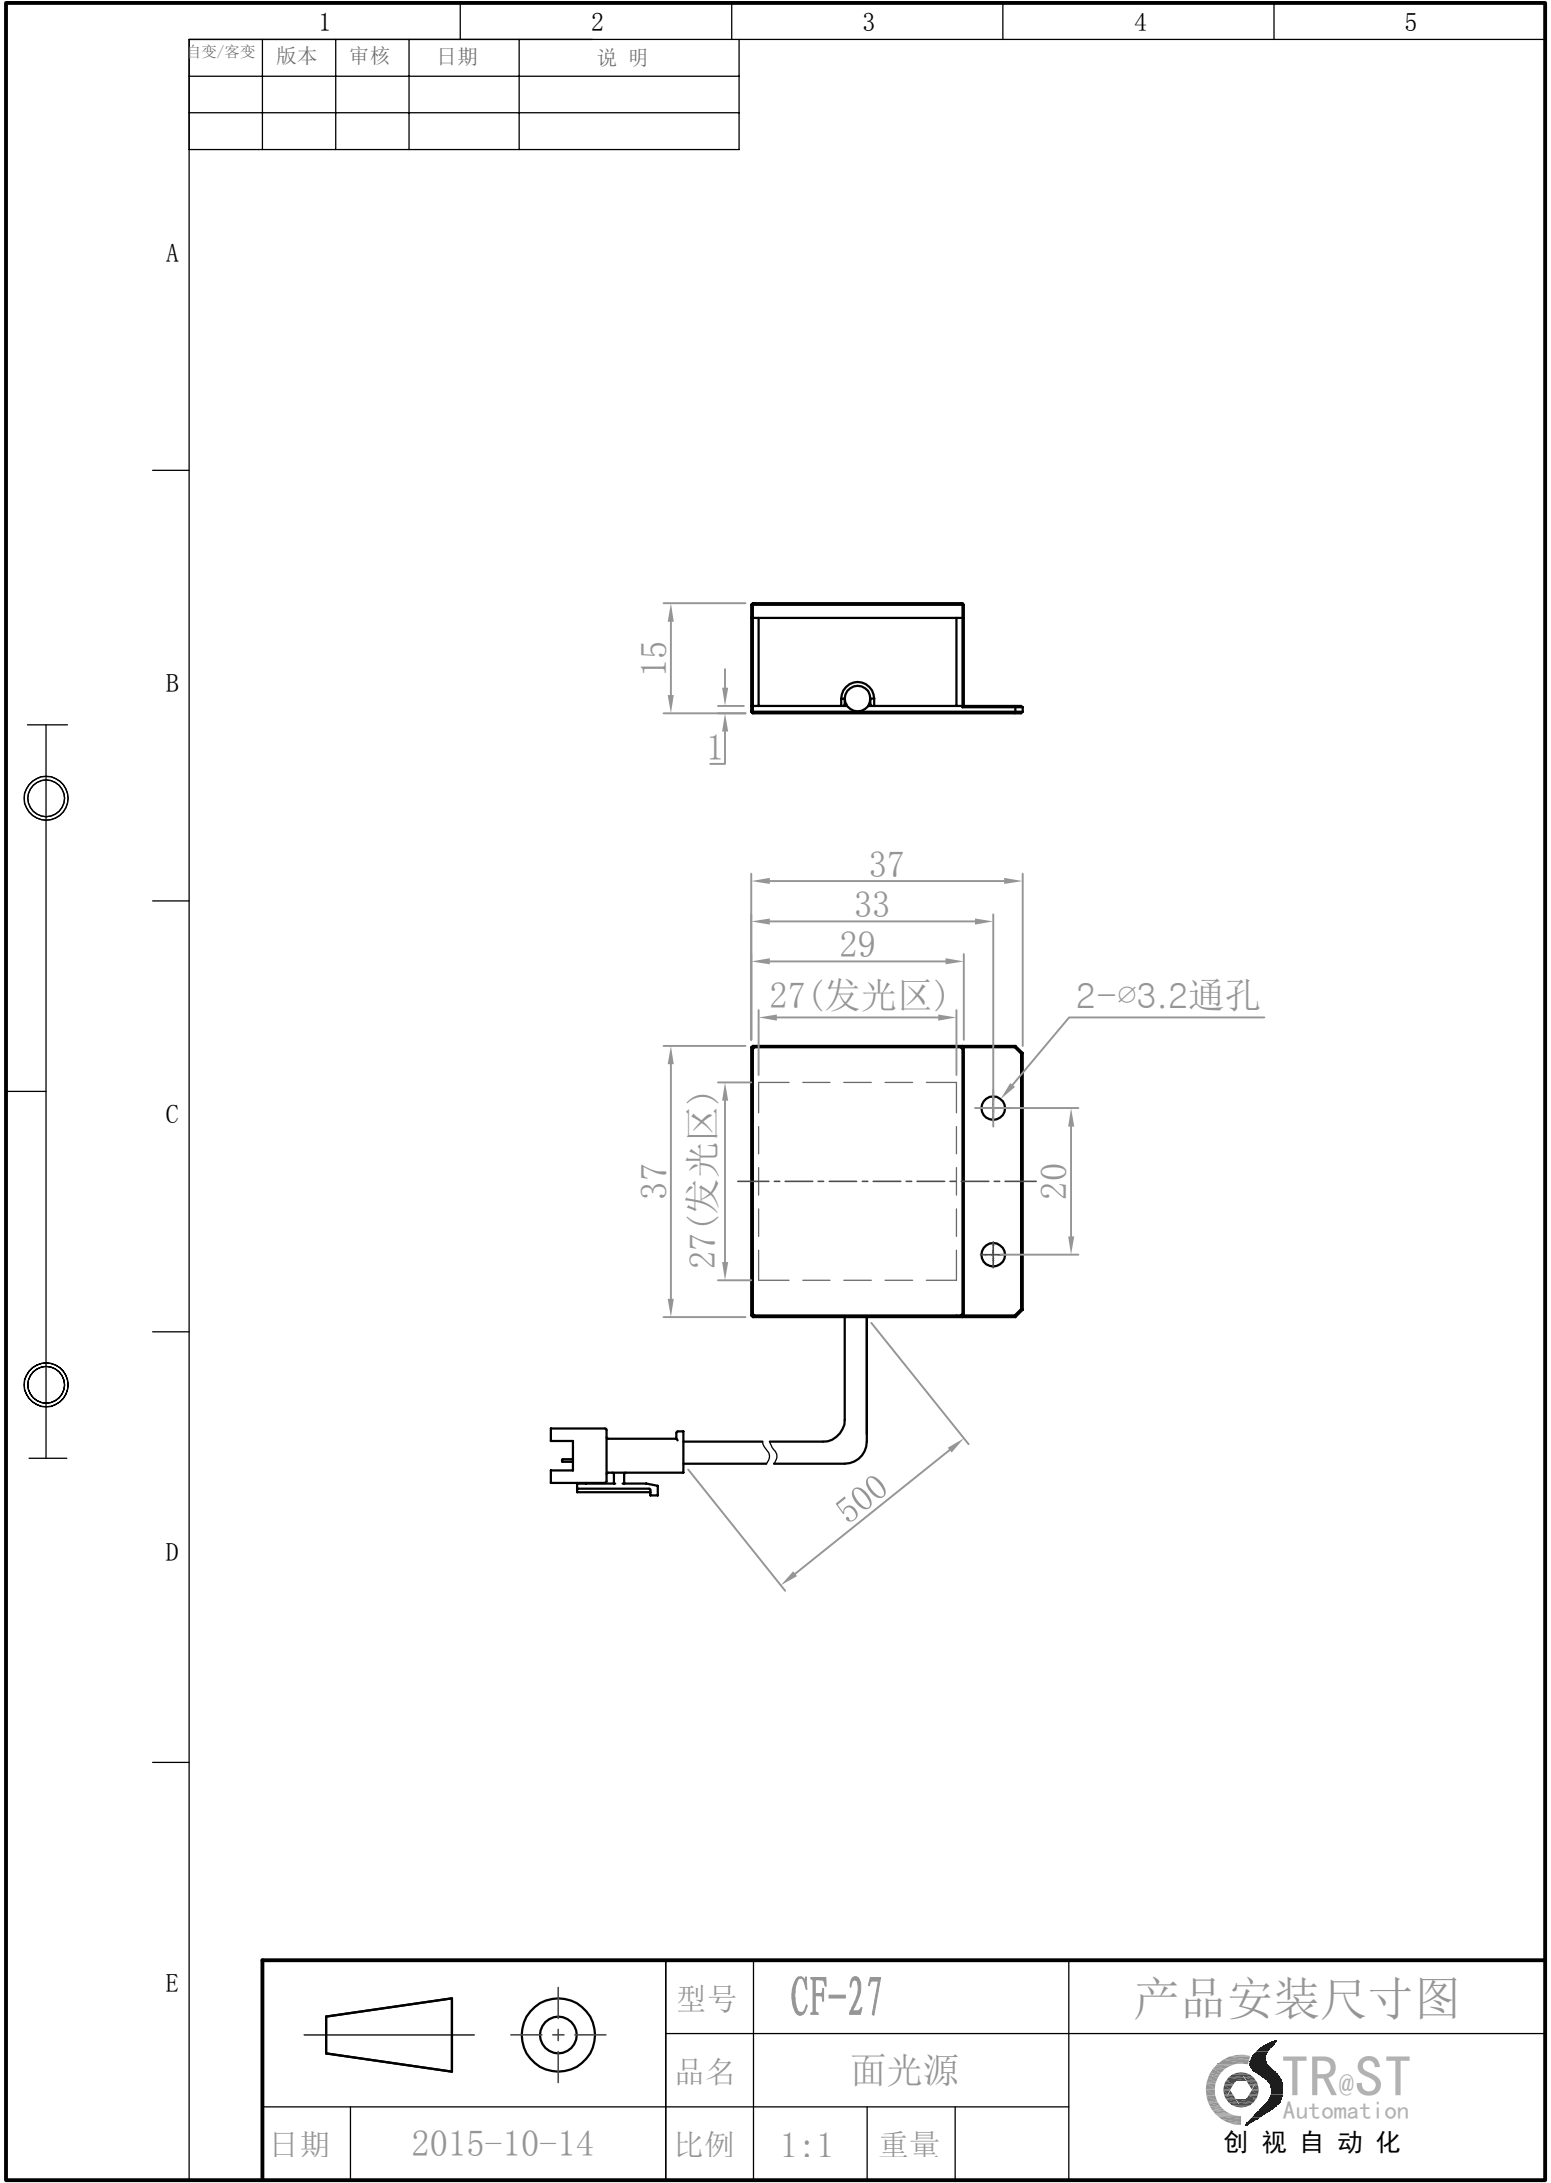 1 2 3 4 5
自变/客变 版本 审核 日期 说 明
A
B
C
D
E
15
1
37
33
29
27(发光区)
2-⌀3.2通孔
37
27(发光区)
20
500
型号 CF-27 产品安装尺寸图
品名 面光源
日期 2015-10-14 比例 1:1 重量
STR@ST
Automation
创视自动化